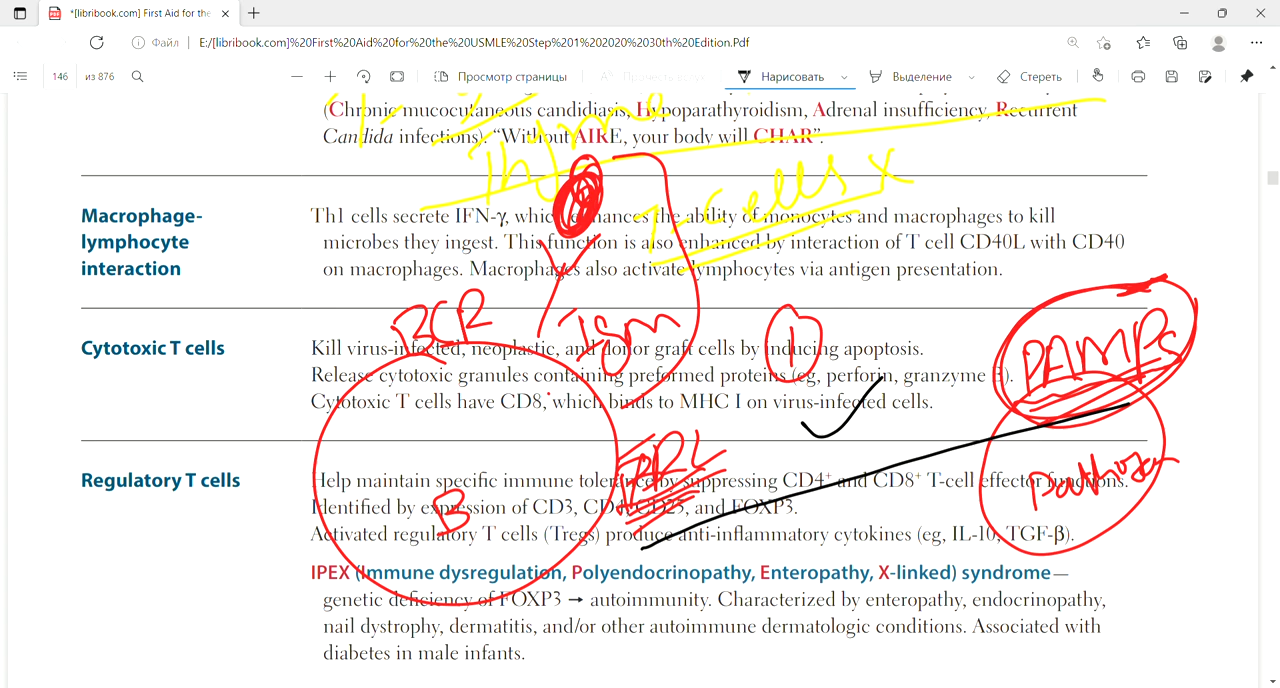 *[libribook.com] First Aid for the
Файл
E:/[libribook.com]%20First%20Aid%20for%20the%20USMLE%20Step%201%202020%2030th%20Edition.Pdf
146 из 876
Просмотр страницы
Нарисовать
Выделение
Стереть
(Chronic mucocutaneous candidiasis, Hypoparathyroidism, Adrenal insufficiency, Recurrent
Candida infections). “Without AIRE, your body will CHAR”.
T-cells x
Macrophage-lymphocyte interaction
Th1 cells secrete IFN-γ, which enhances the ability of monocytes and macrophages to kill
microbes they ingest. This function is also enhanced by interaction of T cell CD40L with CD40
on macrophages. Macrophages also activate lymphocytes via antigen presentation.
BCR
IgM
1
PAMPs
Cytotoxic T cells
Kill virus-infected, neoplastic, and donor graft cells by inducing apoptosis.
Release cytotoxic granules containing preformed proteins (eg, perforin, granzyme B).
Cytotoxic T cells have CD8, which binds to MHC I on virus-infected cells.
B
Regulatory T cells
Help maintain specific immune tolerance by suppressing CD4+ and CD8+ T-cell effector functions.
Identified by expression of CD3, CD4, CD25, and FOXP3.
Activated regulatory T cells (Tregs) produce anti-inflammatory cytokines (eg, IL-10, TGF-β).
IPEX (Immune dysregulation, Polyendocrinopathy, Enteropathy, X-linked) syndrome—
genetic deficiency of FOXP3 → autoimmunity. Characterized by enteropathy, endocrinopathy,
nail dystrophy, dermatitis, and/or other autoimmune dermatologic conditions. Associated with
diabetes in male infants.